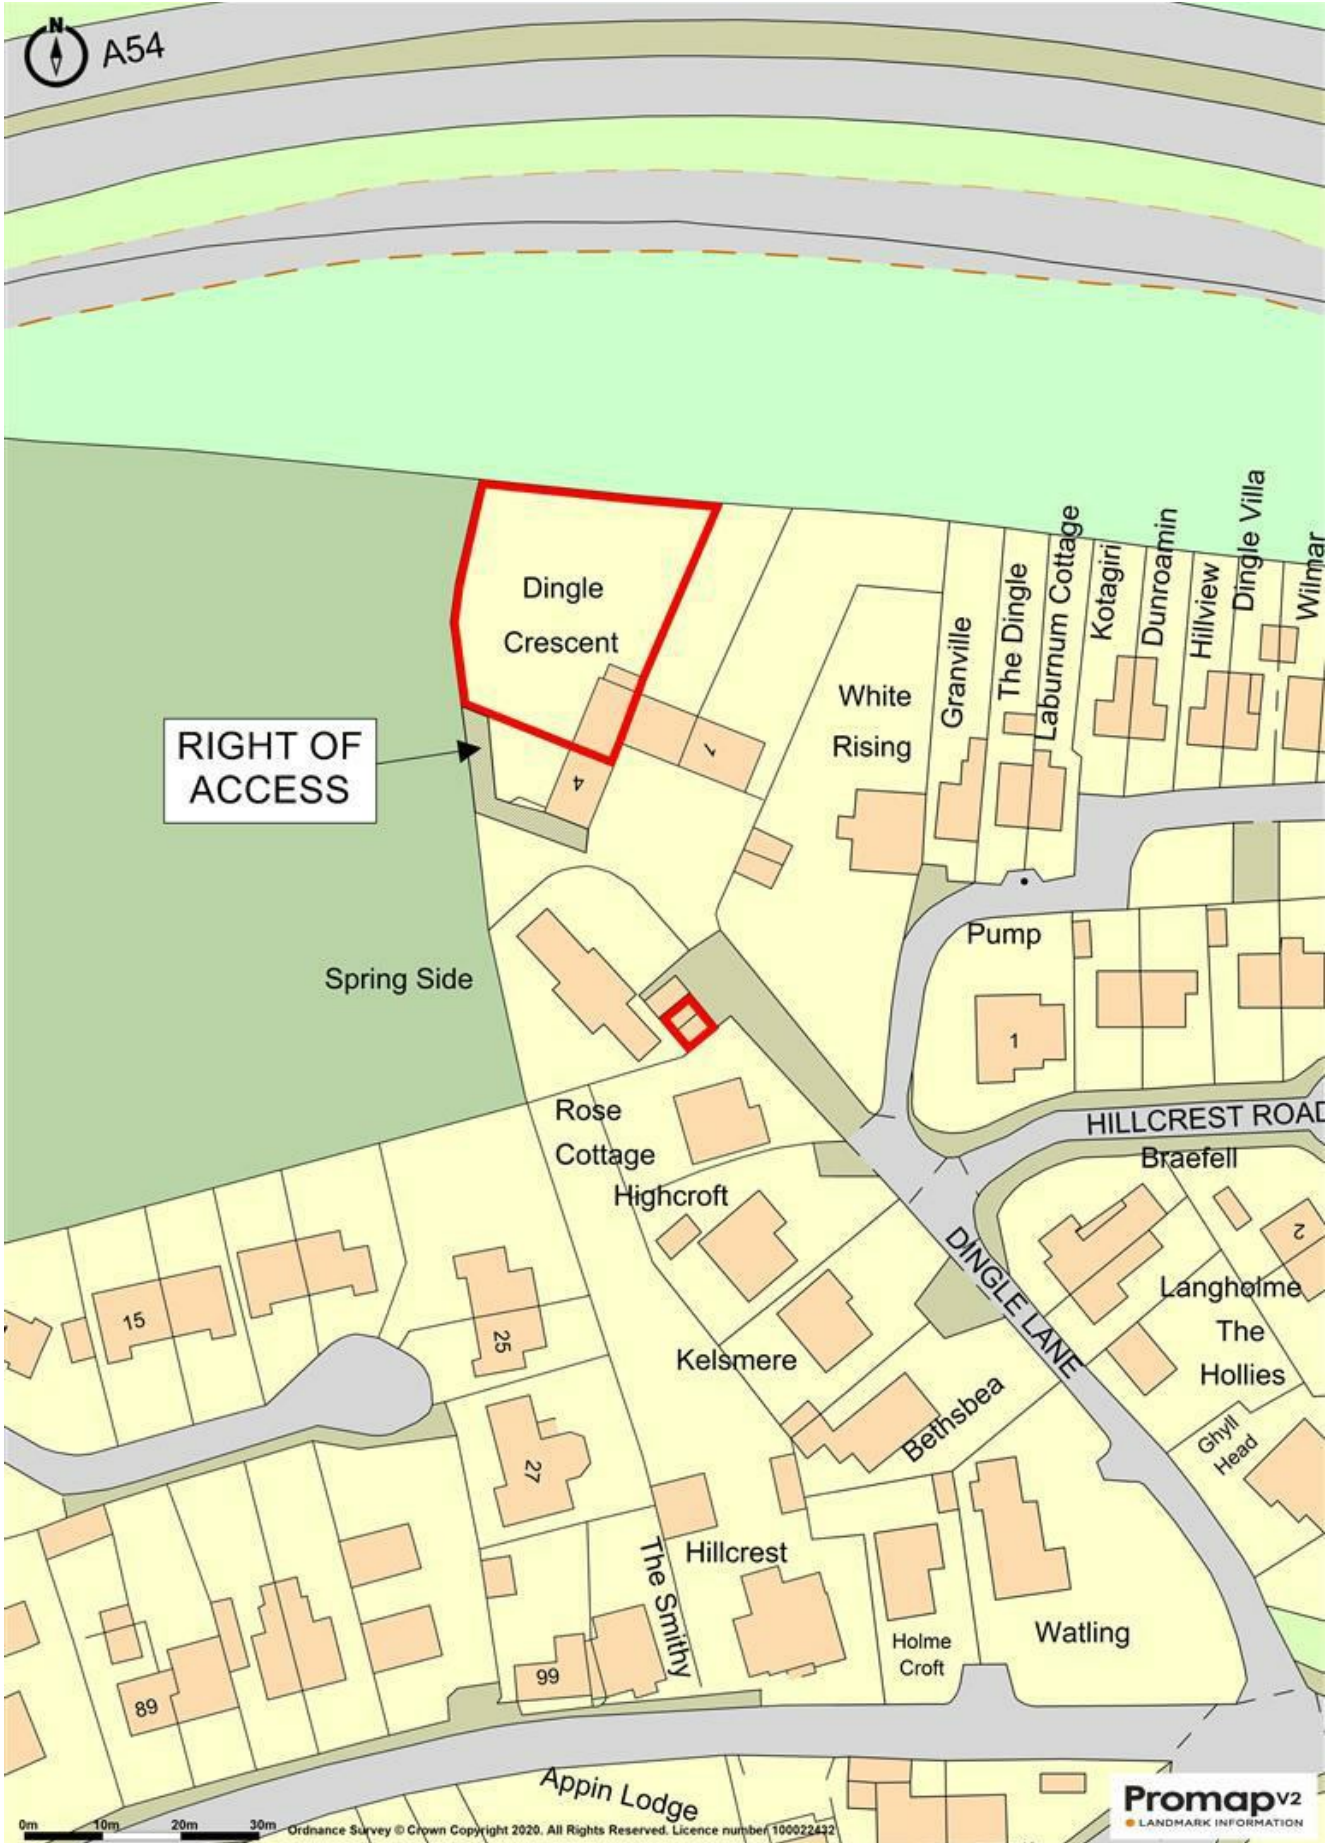 N
A54
Dingle
Crescent
RIGHT OF
ACCESS
4
1
White
Rising
Granville
The Dingle
Laburnum Cottage
Kotagiri
Dunroamin
Hillview
Dingle Villa
Wilmar
Pump
1
Spring Side
HILLCREST ROAD
Braefell
Rose
Cottage
Highcroft
2
DINGLE LANE
Langholme
The
Hollies
15
25
Kelsmere
Bethsbea
Ghyll
Head
27
The Smithy
Hillcrest
Holme
Croft
Watling
99
89
Appin Lodge
0m 10m 20m 30m
Ordnance Survey © Crown Copyright 2020. All Rights Reserved. Licence number 100022432
Promap V2
LANDMARK INFORMATION